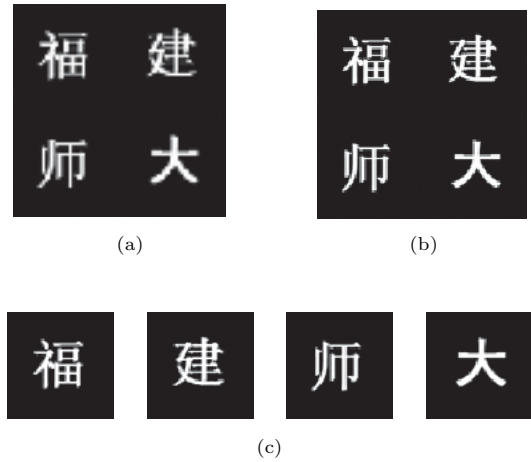 福 建
师 大
(a)
福 建
师 大
(b)
福 建 师 大
(c)